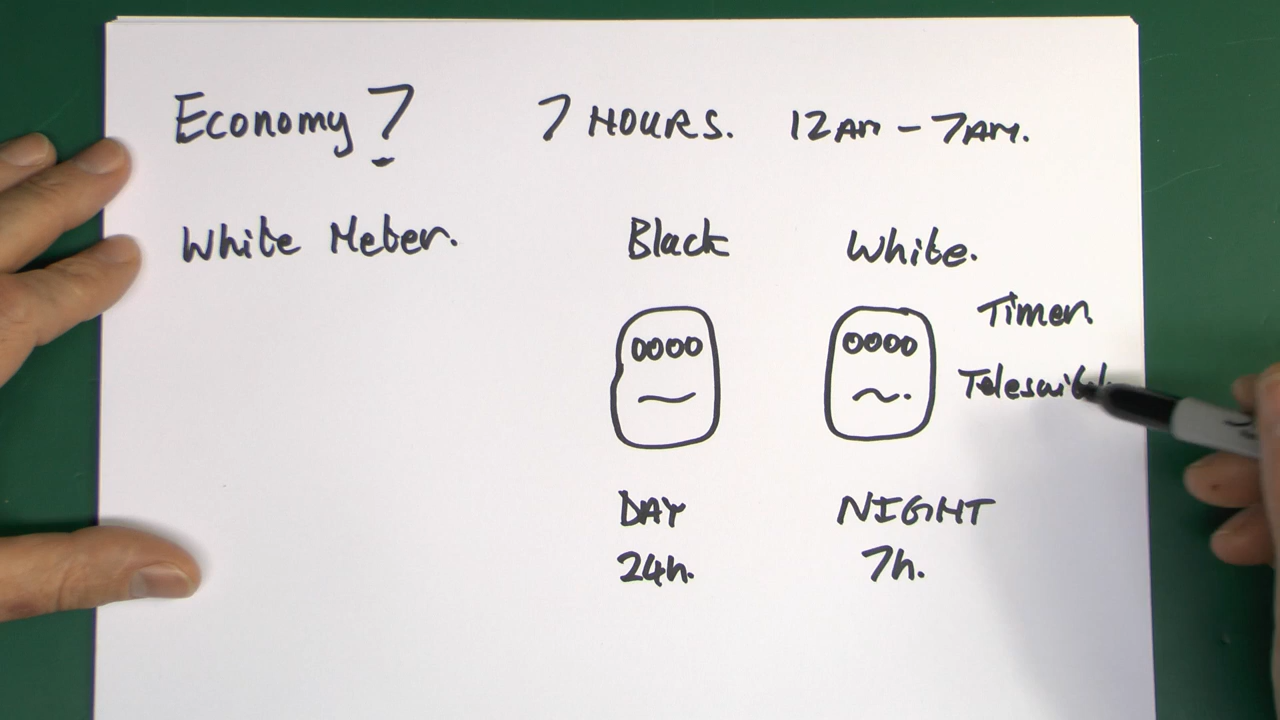 Economy 7 7 HOURS. 12AM - 7AM.
White Meter. Black White.
Timer.
0000 0000
Teleswitch
DAY NIGHT
24h. 7h.